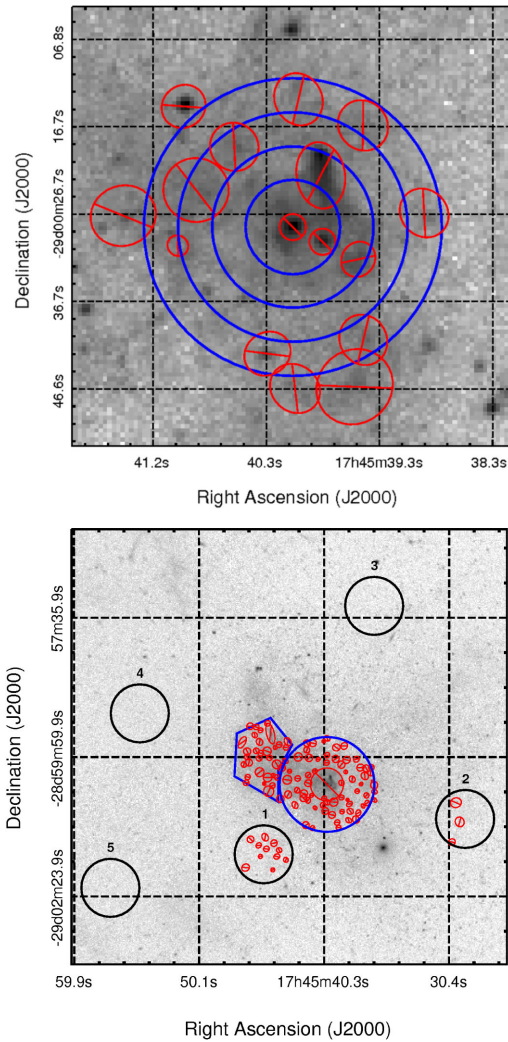 06.8s
16.7s
-29d00m26.7s
36.7s
46.6s
Declination (J2000)
41.2s
40.3s
17h45m39.3s
38.3s
Right Ascension (J2000)
57m35.9s
-28d59m59.9s
-29d02m23.9s
Declination (J2000)
3
4
2
1
5
59.9s
50.1s
17h45m40.3s
30.4s
Right Ascension (J2000)